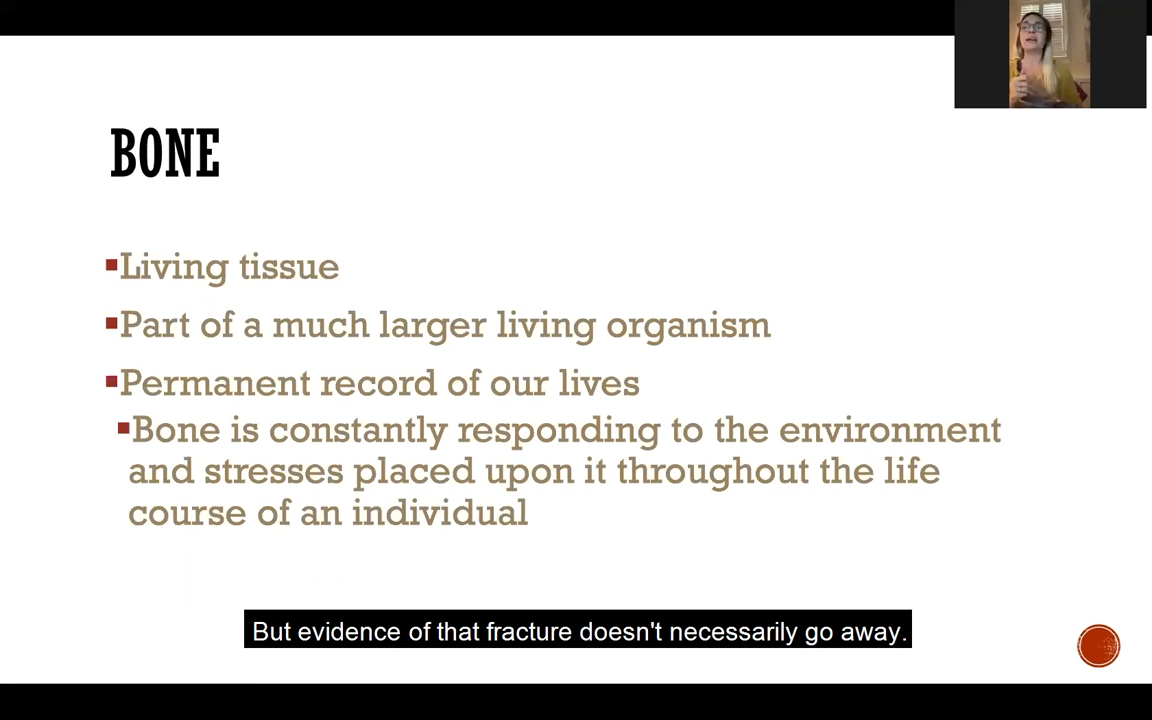 BONE
▪Living tissue
▪Part of a much larger living organism
▪Permanent record of our lives
▪Bone is constantly responding to the environment
and stresses placed upon it throughout the life
course of an individual
But evidence of that fracture doesn't necessarily go away.